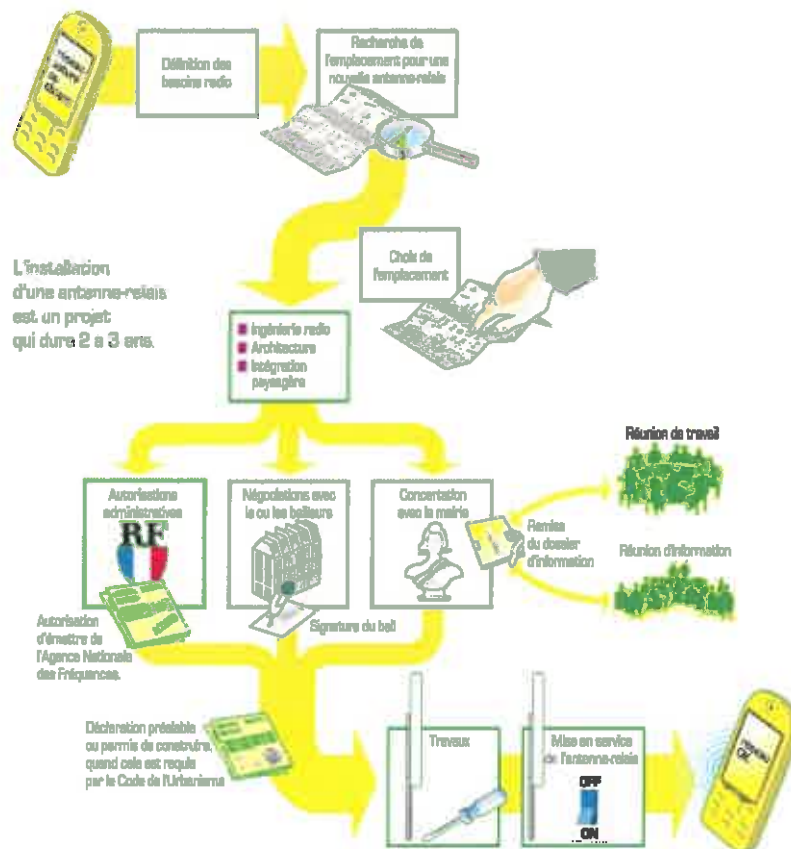 Définition des
besoins radio
Recherche de
l'emplacement pour une
nouvelle antenne-relais
L'installation
d'une antenne-relais
est un projet
qui dure 2 a 3 ans.
Choix de
l'emplacement
Ingénierie radio
Architecture
Intégration
paysagère
Autorisations
administratives
RF
Négociations avec
le ou les bailleurs
Concertation
avec la mairie
Réunion de travail
Remise
du dossier
d'information
Réunion d'information
Autorisation
d'émettre de
l'Agence Nationale
des Fréquences.
Signature du bail
Déclaration préalable
ou permis de construire,
quand cela est requis
par le Code de l'Urbanisme
Travaux
Mise en service
de l'antenne-relais
OFF
ON